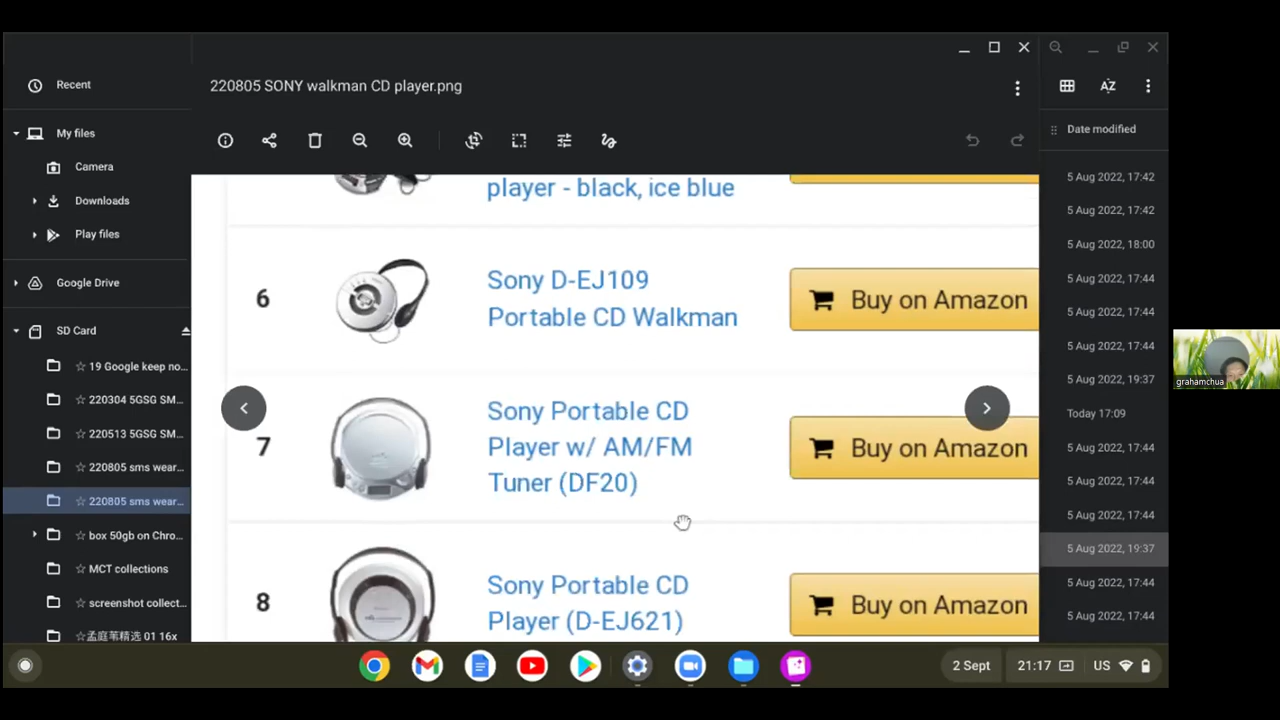 220805 SONY walkman CD player.png
Recent
My files
Camera
Downloads
Play files
Google Drive
SD Card
☆ 19 Google keep no...
☆ 220304 5GSG SM...
☆ 220513 5GSG SM...
☆ 220805 sms wear...
☆ 220805 sms wear...
☆ box 50gb on Chro...
☆ MCT collections
☆ screenshot collect...
☆孟庭苇精选 01 16x
player - black, ice blue
6
Sony D-EJ109
Portable CD Walkman
Buy on Amazon
7
Sony Portable CD
Player w/ AM/FM
Tuner (DF20)
Buy on Amazon
8
Sony Portable CD
Player (D-EJ621)
Buy on Amazon
AZ
Date modified
5 Aug 2022, 17:42
5 Aug 2022, 17:42
5 Aug 2022, 18:00
5 Aug 2022, 17:44
5 Aug 2022, 17:44
5 Aug 2022, 17:44
5 Aug 2022, 19:37
Today 17:09
5 Aug 2022, 17:44
5 Aug 2022, 17:44
5 Aug 2022, 17:44
5 Aug 2022, 19:37
5 Aug 2022, 17:44
5 Aug 2022, 17:44
grahamchua
2 Sept
21:17
US